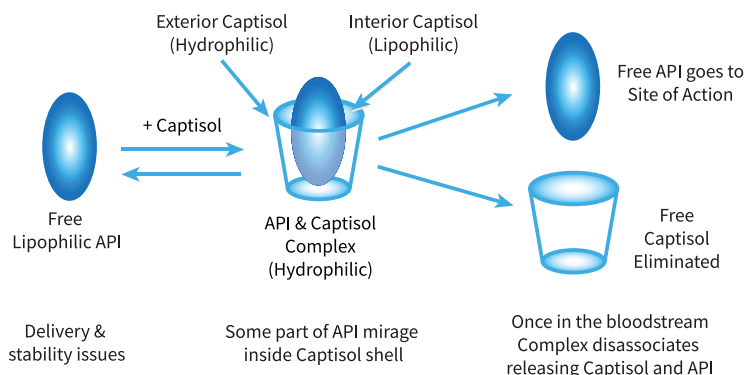 Exterior Captisol
(Hydrophilic)
Interior Captisol
(Lipophilic)
+ Captisol
Free
Lipophilic API
API & Captisol
Complex
(Hydrophilic)
Free API goes to
Site of Action
Free
Captisol
Eliminated
Delivery &
stability issues
Some part of API mirage
inside Captisol shell
Once in the bloodstream
Complex disassociates
releasing Captisol and API